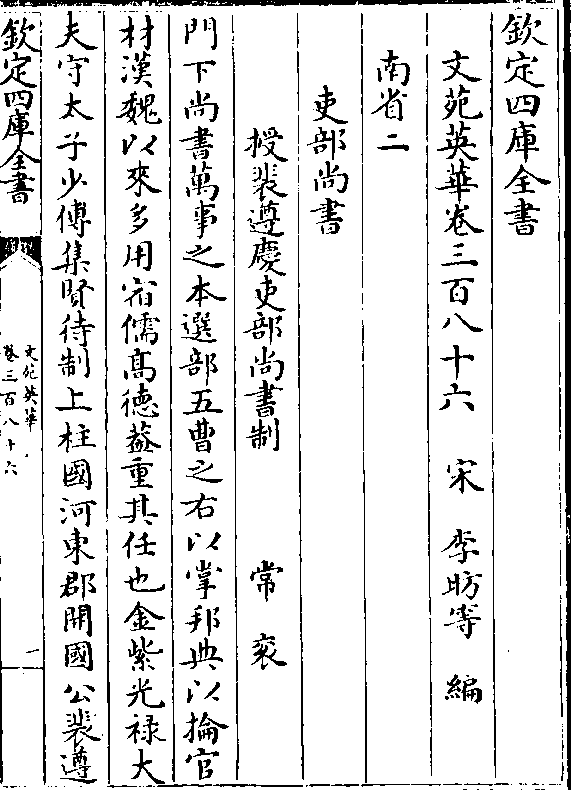 欽定四庫全書
文苑英華卷三百八十六　宋　李昉等　編
南省二
吏部尚書
授裴遵慶吏部尚書制　常衮
門下尚書萬事之本選部五曹之右以掌邦典以掄官
材漢魏以來多用宿儒髙德葢重其任也金紫光禄大
夫守太子少傅集賢待制上柱國河東郡開國公裴遵
欽定四庫全書
文苑英華
卷三百八十六
一